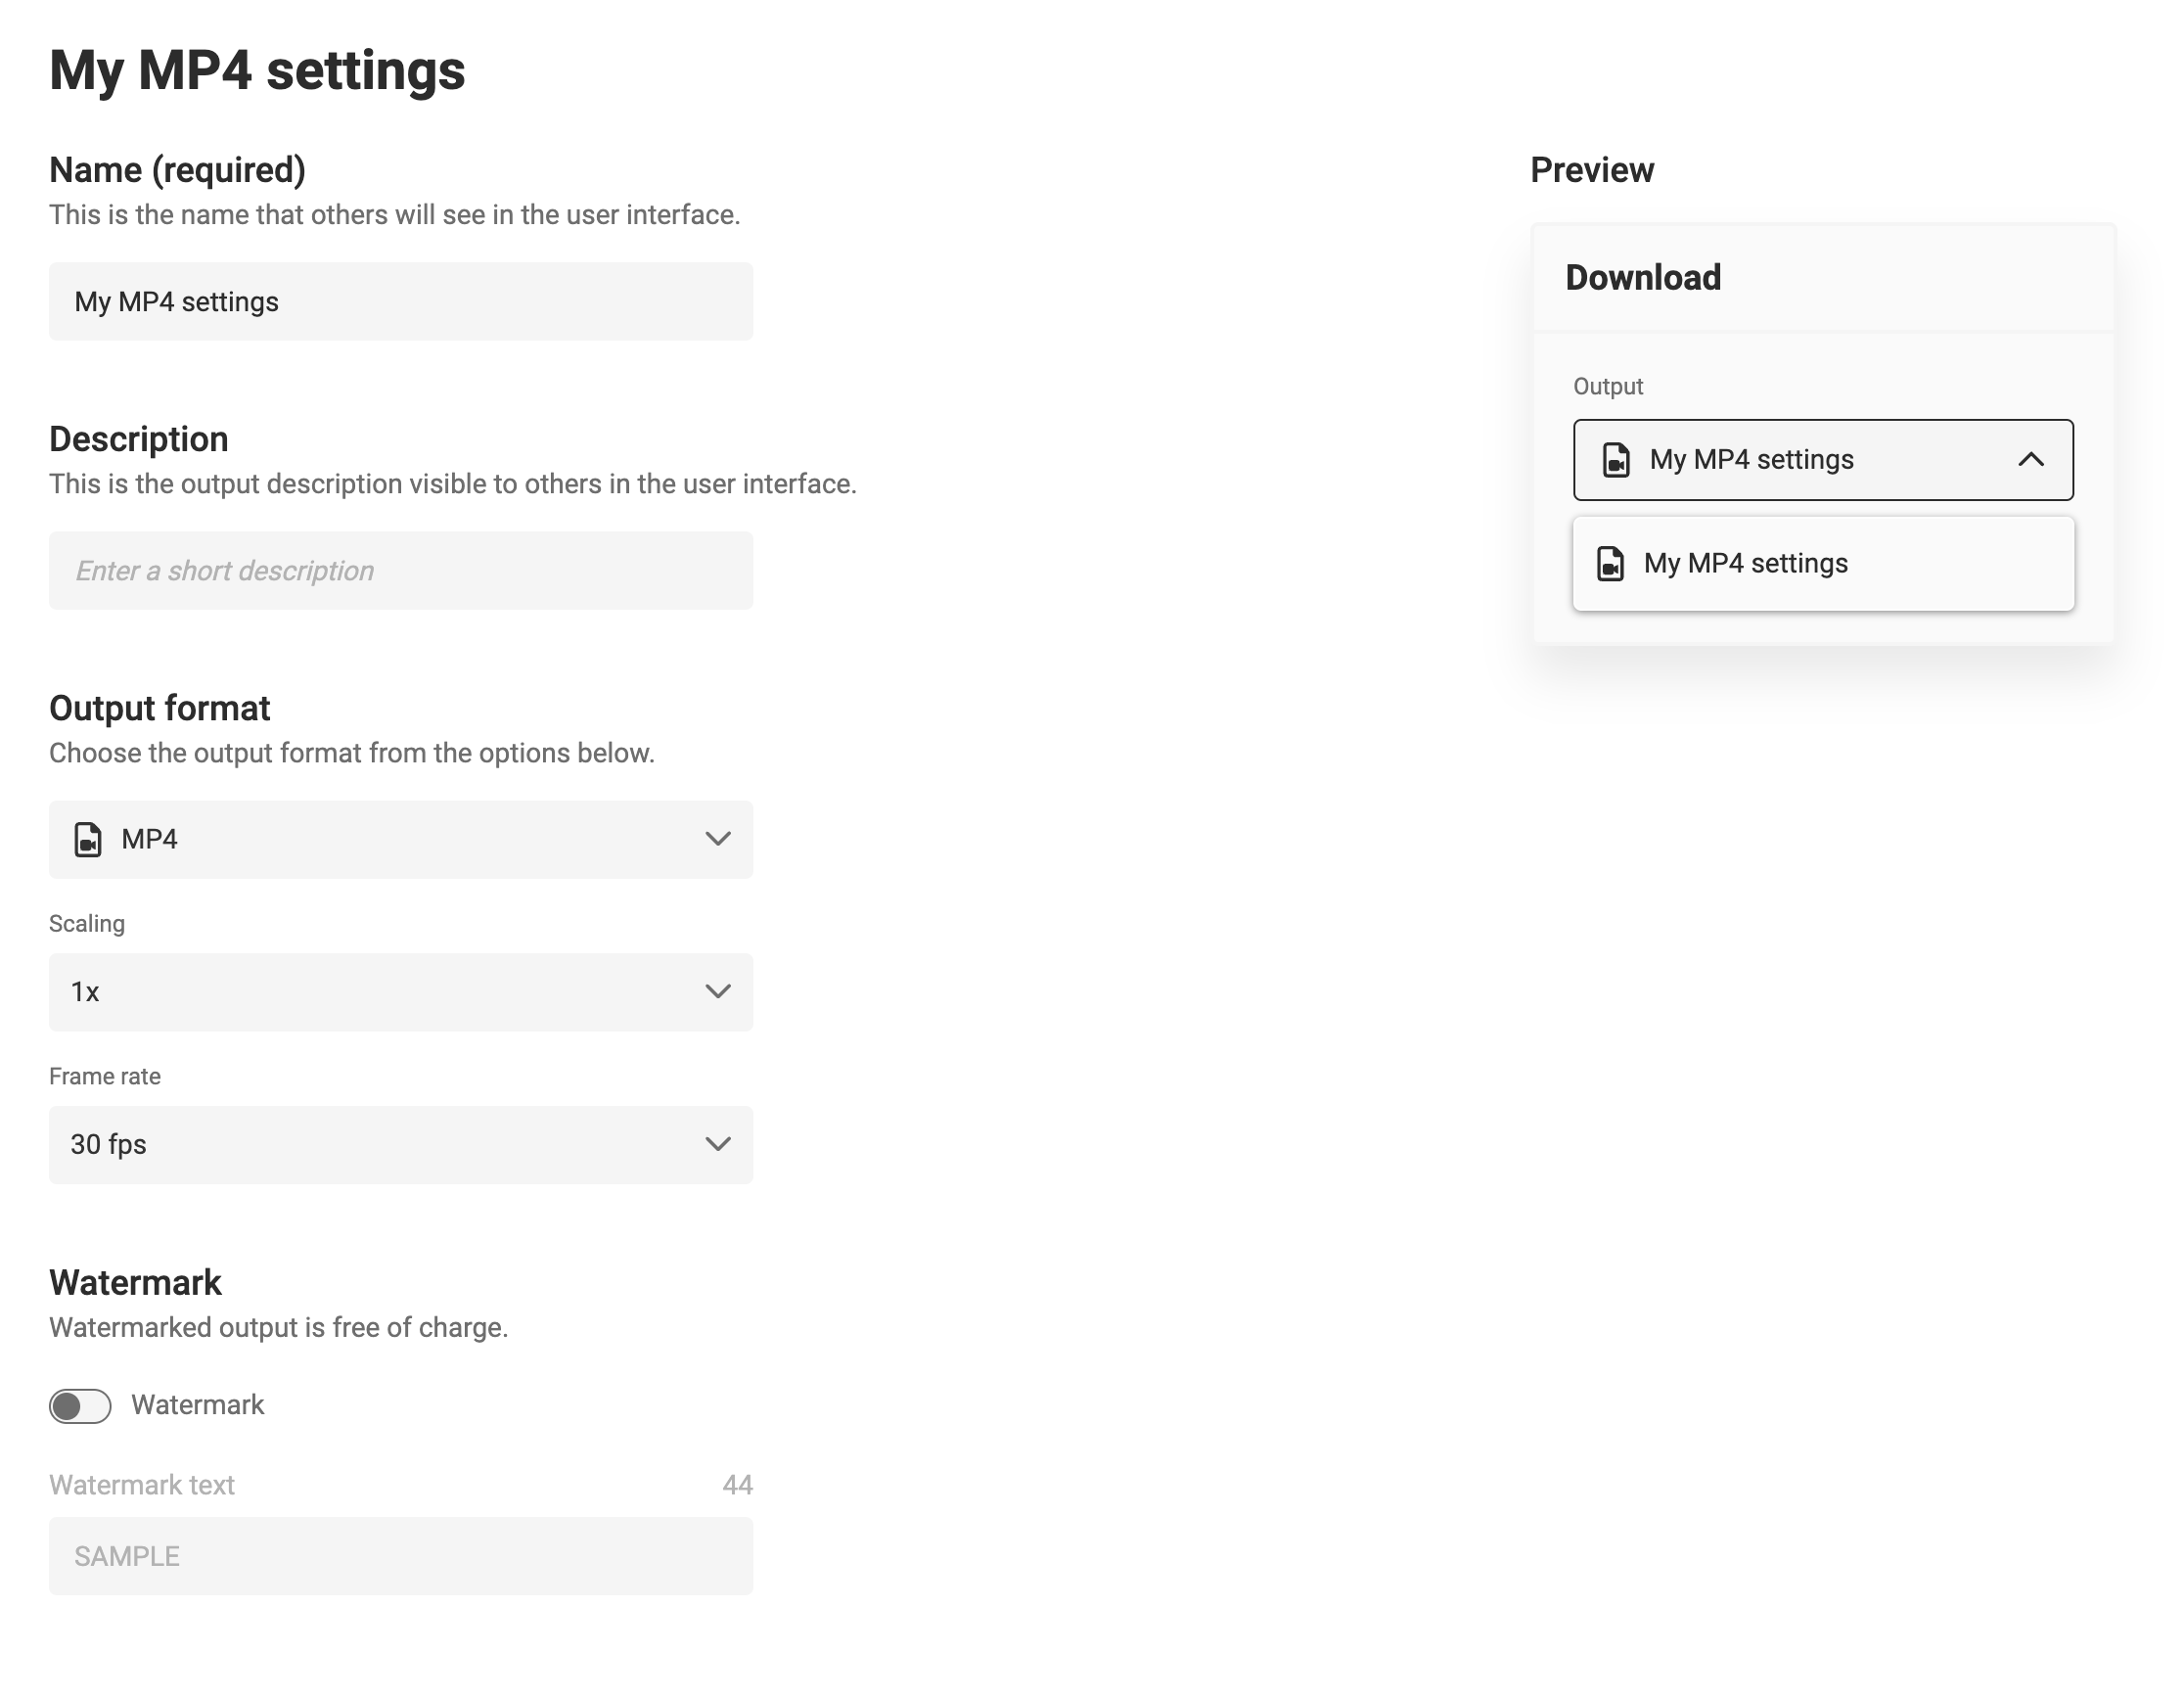 My MP4 settings
Name (required)
This is the name that others will see in the user interface.
My MP4 settings
Description
This is the output description visible to others in the user interface.
Enter a short description
Output format
Choose the output format from the options below.
MP4
Scaling
1x
Frame rate
30 fps
Watermark
Watermarked output is free of charge.
Watermark
Watermark text 44
SAMPLE
Preview
Download
Output
My MP4 settings
My MP4 settings